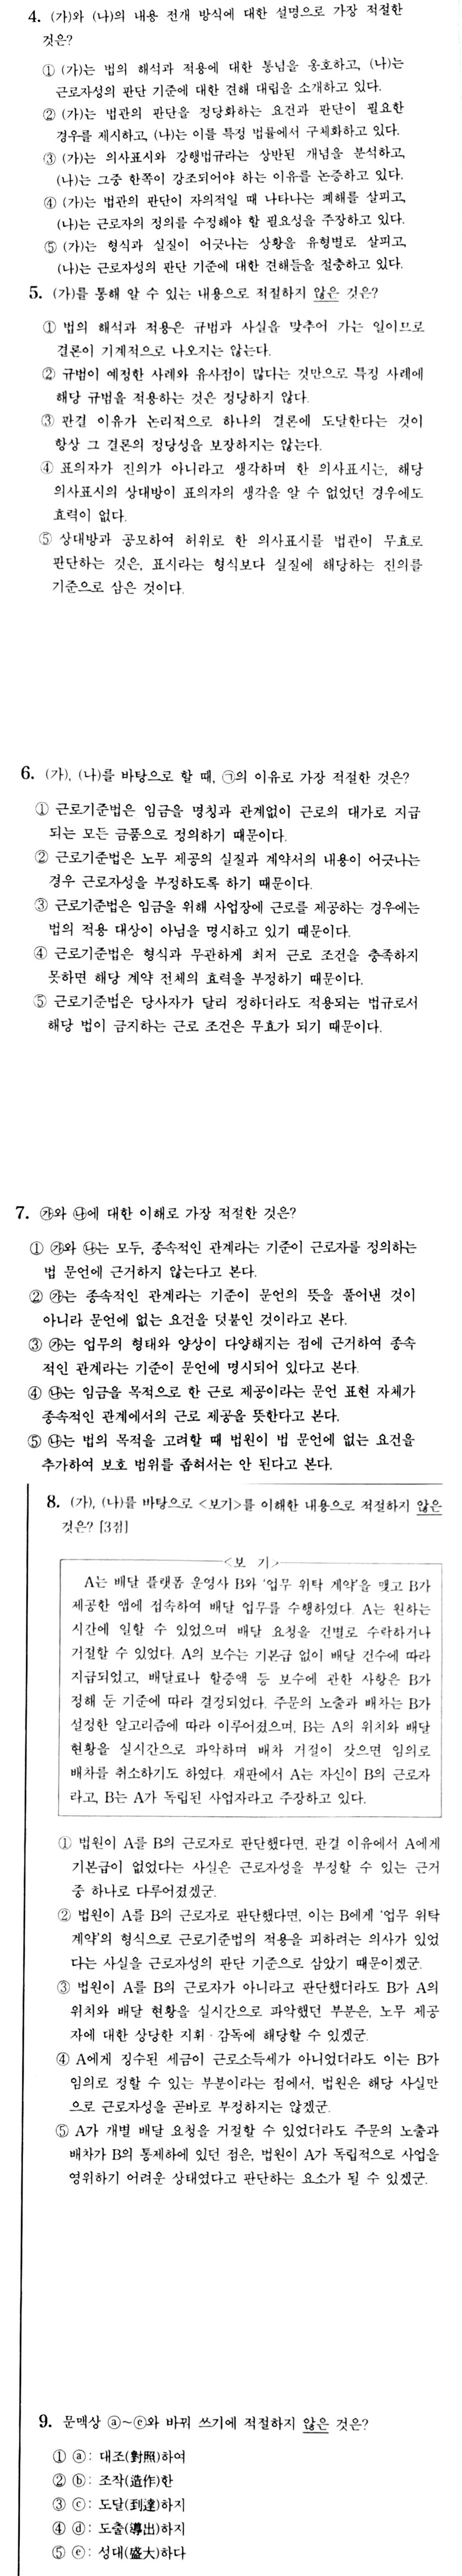 4. (가)와 (나)의 내용 전개 방식에 대한 설명으로 가장 적절한
것은?
① (가)는 법의 해석과 적용에 대한 통념을 옹호하고, (나)는
근로자성의 판단 기준에 대한 견해 대립을 소개하고 있다.
② (가)는 법관의 판단을 정당화하는 요건과 판단이 필요한
경우를 제시하고, (나)는 이를 특정 법률에서 구체화하고 있다.
③ (가)는 의사표시와 강행법규라는 상반된 개념을 분석하고,
(나)는 그중 한쪽이 강조되어야 하는 이유를 논증하고 있다.
④ (가)는 법관의 판단이 자의적일 때 나타나는 폐해를 살피고,
(나)는 근로자의 정의를 수정해야 할 필요성을 주장하고 있다.
⑤ (가)는 형식과 실질이 어긋나는 상황을 유형별로 살피고,
(나)는 근로자성의 판단 기준에 대한 견해들을 절충하고 있다.
5. (가)를 통해 알 수 있는 내용으로 적절하지 않은 것은?
① 법의 해석과 적용은 규범과 사실을 맞추어 가는 일이므로
결론이 기계적으로 나오지는 않는다.
② 규범이 예정한 사례와 유사점이 많다는 것만으로 특정 사례에
해당 규범을 적용하는 것은 정당하지 않다.
③ 판결 이유가 논리적으로 하나의 결론에 도달한다는 것이
항상 그 결론의 정당성을 보장하지는 않는다.
④ 표의자가 진의가 아니라고 생각하며 한 의사표시는, 해당
의사표시의 상대방이 표의자의 생각을 알 수 없었던 경우에도
효력이 없다.
⑤ 상대방과 공모하여 허위로 한 의사표시를 법관이 무효로
판단하는 것은, 표시라는 형식보다 실질에 해당하는 진의를
기준으로 삼은 것이다.
6. (가), (나)를 바탕으로 할 때, ㉠의 이유로 가장 적절한 것은?
① 근로기준법은 임금을 명칭과 관계없이 근로의 대가로 지급
되는 모든 금품으로 정의하기 때문이다.
② 근로기준법은 노무 제공의 실질과 계약서의 내용이 어긋나는
경우 근로자성을 부정하도록 하기 때문이다.
③ 근로기준법은 임금을 위해 사업장에 근로를 제공하는 경우에는
법의 적용 대상이 아님을 명시하고 있기 때문이다.
④ 근로기준법은 형식과 무관하게 최저 근로 조건을 충족하지
못하면 해당 계약 전체의 효력을 부정하기 때문이다.
⑤ 근로기준법은 당사자가 달리 정하더라도 적용되는 법규로서
해당 법이 금지하는 근로 조건은 무효가 되기 때문이다.
7. ㉮와 ㉯에 대한 이해로 가장 적절한 것은?
① ㉮와 ㉯는 모두, 종속적인 관계라는 기준이 근로자를 정의하는
법 문언에 근거하지 않는다고 본다.
② ㉮는 종속적인 관계라는 기준이 문언의 뜻을 풀어낸 것이
아니라 문언에 없는 요건을 덧붙인 것이라고 본다.
③ ㉮는 업무의 형태와 양상이 다양해지는 점에 근거하여 종속
적인 관계라는 기준이 문언에 명시되어 있다고 본다.
④ ㉯는 임금을 목적으로 한 근로 제공이라는 문언 표현 자체가
종속적인 관계에서의 근로 제공을 뜻한다고 본다.
⑤ ㉯는 법의 목적을 고려할 때 법원이 법 문언에 없는 요건을
추가하여 보호 범위를 좁혀서는 안 된다고 본다.
8. (가), (나)를 바탕으로 <보기>를 이해한 내용으로 적절하지 않은
것은? [3점]
<보 기>
A는 배달 플랫폼 운영사 B와 '업무 위탁 계약'을 맺고 B가
제공한 앱에 접속하여 배달 업무를 수행하였다. A는 원하는
시간에 일할 수 있었으며 배달 요청을 건별로 수락하거나
거절할 수 있었다. A의 보수는 기본급 없이 배달 건수에 따라
지급되었고, 배달료나 할증액 등 보수에 관한 사항은 B가
정해 둔 기준에 따라 결정되었다. 주문의 노출과 배차는 B가
설정한 알고리즘에 따라 이루어졌으며, B는 A의 위치와 배달
현황을 실시간으로 파악하며 배차 거절이 잦으면 임의로
배차를 취소하기도 하였다. 재판에서 A는 자신이 B의 근로자
라고, B는 A가 독립된 사업자라고 주장하고 있다.
① 법원이 A를 B의 근로자로 판단했다면, 판결 이유에서 A에게
기본급이 없었다는 사실은 근로자성을 부정할 수 있는 근거
중 하나로 다루어졌겠군.
② 법원이 A를 B의 근로자로 판단했다면, 이는 B에게 '업무 위탁
계약'의 형식으로 근로기준법의 적용을 피하려는 의사가 있었
다는 사실을 근로자성의 판단 기준으로 삼았기 때문이겠군.
③ 법원이 A를 B의 근로자가 아니라고 판단했더라도 B가 A의
위치와 배달 현황을 실시간으로 파악했던 부분은, 노무 제공
자에 대한 상당한 지휘·감독에 해당할 수 있겠군.
④ A에게 징수된 세금이 근로소득세가 아니었더라도 이는 B가
임의로 정할 수 있는 부분이라는 점에서, 법원은 해당 사실만
으로 근로자성을 곧바로 부정하지는 않겠군.
⑤ A가 개별 배달 요청을 거절할 수 있었더라도 주문의 노출과
배차가 B의 통제하에 있던 점은, 법원이 A가 독립적으로 사업을
영위하기 어려운 상태였다고 판단하는 요소가 될 수 있겠군.
9. 문맥상 ⓐ~ⓔ와 바꿔 쓰기에 적절하지 않은 것은?
① ⓐ: 대조(對照)하여
② ⓑ: 조작(造作)한
③ ⓒ: 도달(到達)하지
④ ⓓ: 도출(導出)하지
⑤ ⓔ: 성대(盛大)하다